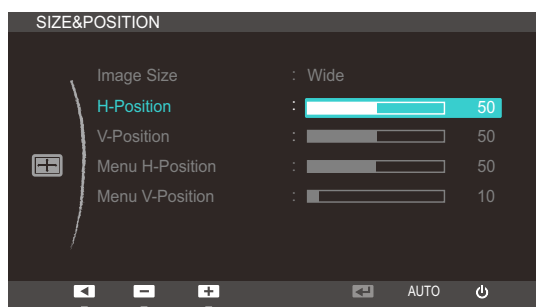 SIZE&POSITION
Image Size : Wide
H-Position : 50
V-Position : 50
Menu H-Position : 50
Menu V-Position : 10
AUTO